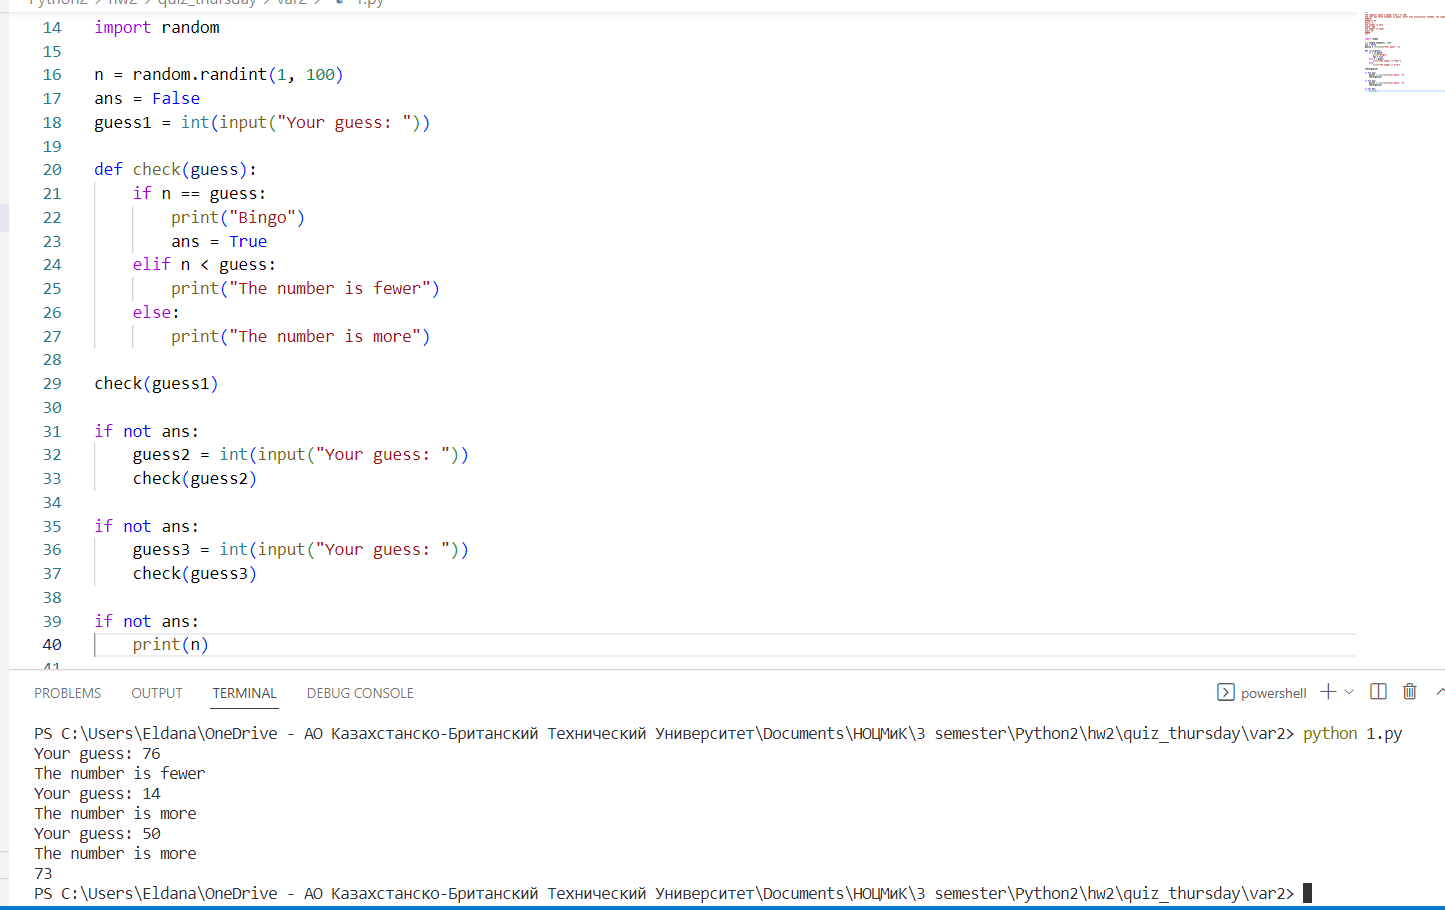 Python2 > hw2 > quiz_thursday > var2 > 1.py
14 import random
15
16 n = random.randint(1, 100)
17 ans = False
18 guess1 = int(input("Your guess: "))
19
20 def check(guess):
21     if n == guess:
22         print("Bingo")
23         ans = True
24     elif n < guess:
25         print("The number is fewer")
26     else:
27         print("The number is more")
28
29 check(guess1)
30
31 if not ans:
32     guess2 = int(input("Your guess: "))
33     check(guess2)
34
35 if not ans:
36     guess3 = int(input("Your guess: "))
37     check(guess3)
38
39 if not ans:
40     print(n)
41
PROBLEMS OUTPUT TERMINAL DEBUG CONSOLE powershell
PS C:\Users\Eldana\OneDrive - АО Казахстанско-Британский Технический Университет\Documents\НОЦМиК\3 semester\Python2\hw2\quiz_thursday\var2> python 1.py
Your guess: 76
The number is fewer
Your guess: 14
The number is more
Your guess: 50
The number is more
73
PS C:\Users\Eldana\OneDrive - АО Казахстанско-Британский Технический Университет\Documents\НОЦМиК\3 semester\Python2\hw2\quiz_thursday\var2>